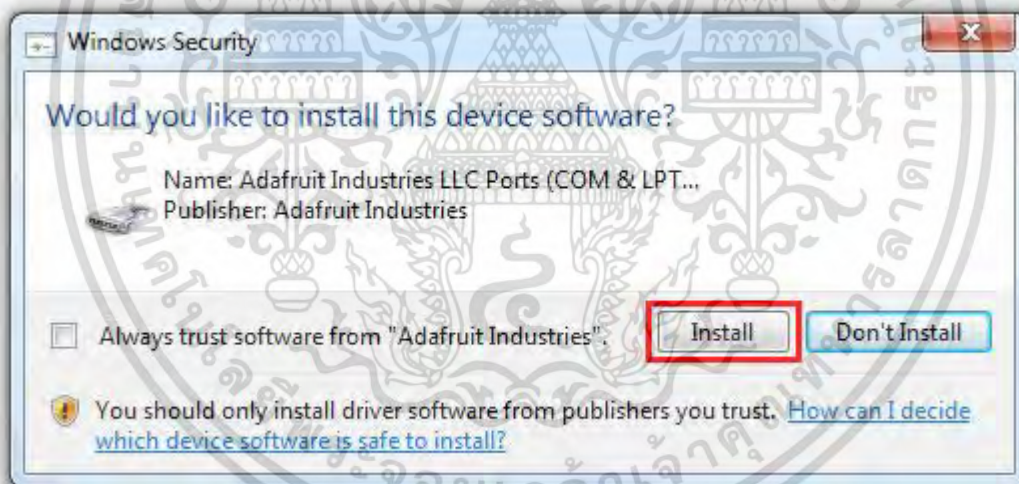 Windows Security
Would you like to install this device software?
Name: Adafruit Industries LLC Ports (COM & LPT...
Publisher: Adafruit Industries
Always trust software from "Adafruit Industries".
Install
Don't Install
You should only install driver software from publishers you trust. How can I decide
which device software is safe to install?